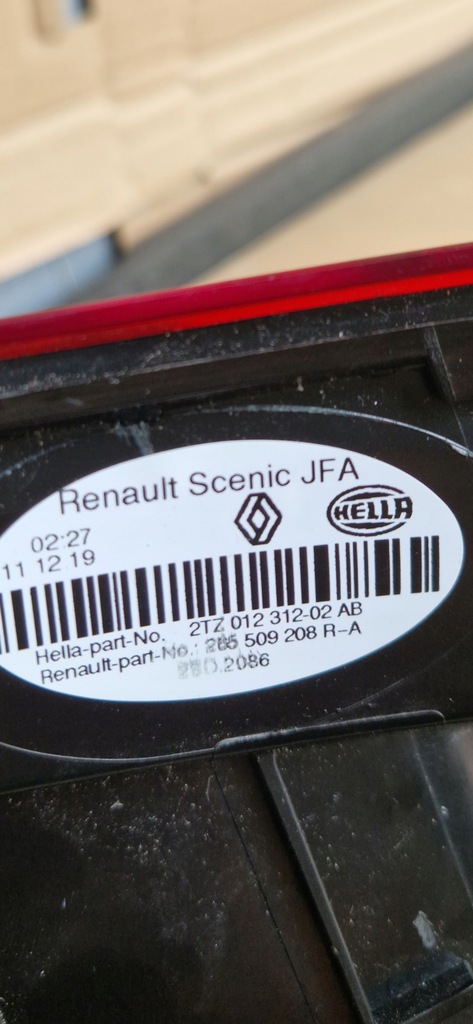 Renault Scenic JFA
HELLA
02:27
11 12 19
Hella-part-No. 2TZ 012 312-02 AB
Renault-part-No.: 265 509 208 R-A
.2086